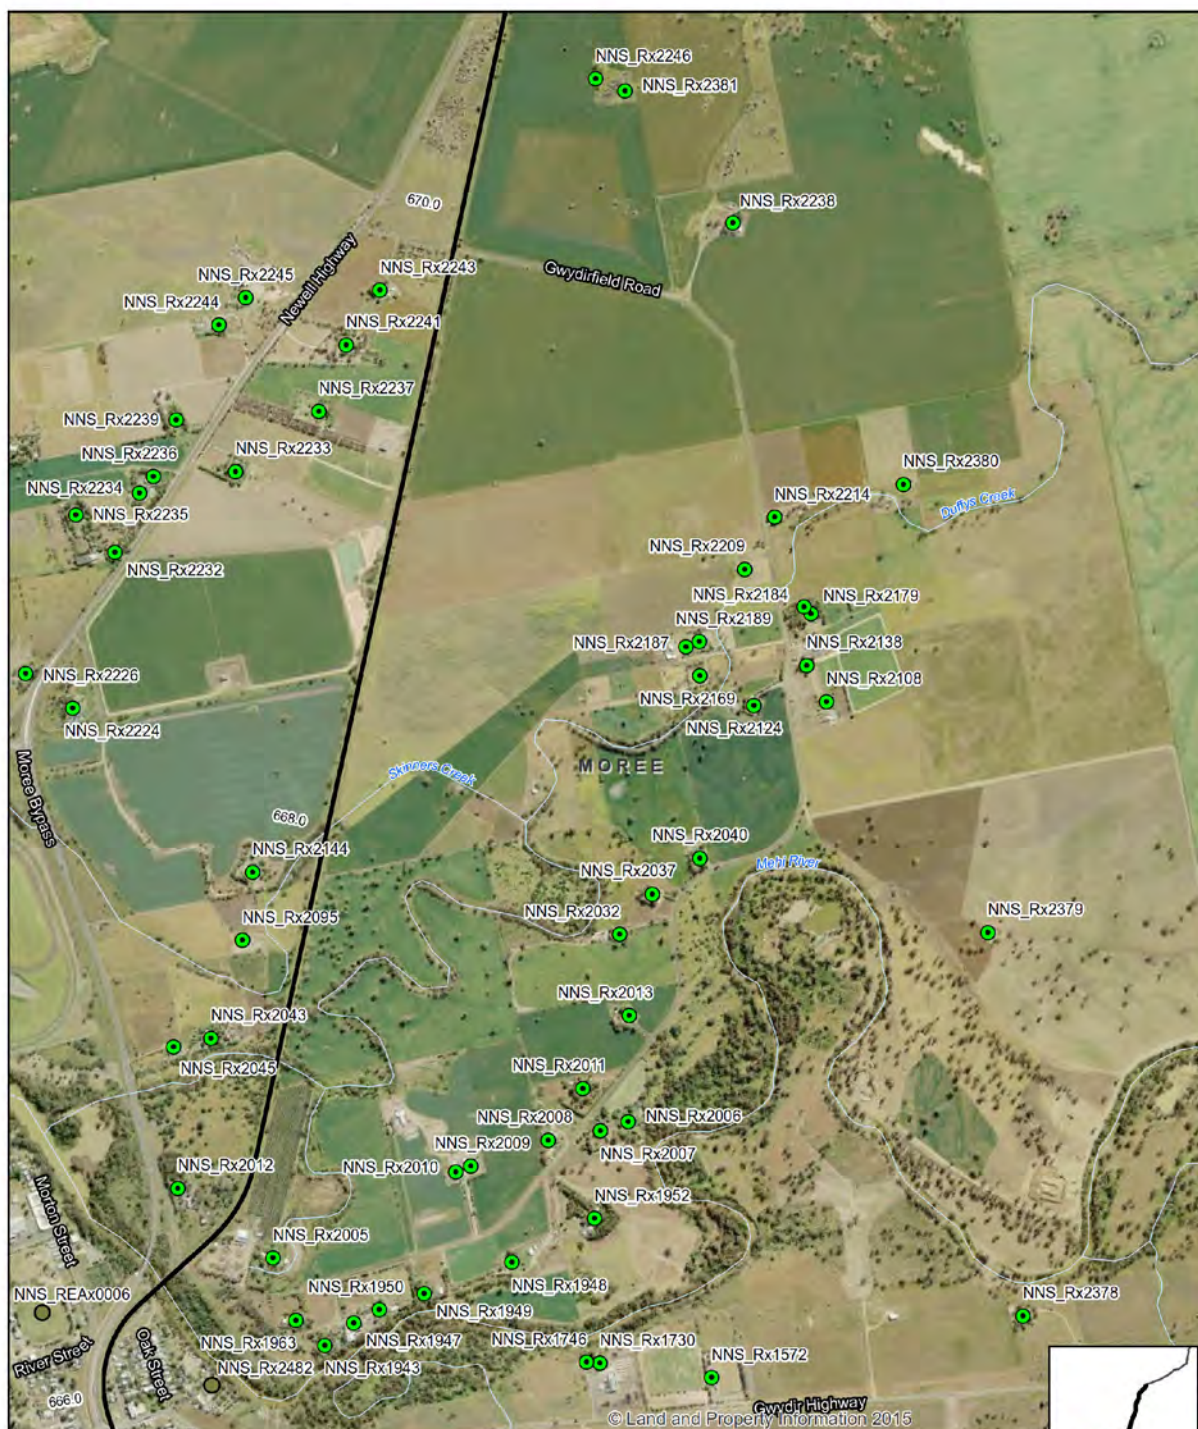 NNS_Rx2246
NNS_Rx2381
670.0
NNS_Rx2238
Newell Highway
NNS_Rx2243
NNS_Rx2245
Gwydirfield Road
NNS_Rx2244
NNS_Rx2241
NNS_Rx2237
NNS_Rx2239
NNS_Rx2233
NNS_Rx2236
NNS_Rx2380
NNS_Rx2234
Duffys Creek
NNS_Rx2214
NNS_Rx2235
NNS_Rx2209
NNS_Rx2232
NNS_Rx2184
NNS_Rx2179
NNS_Rx2189
NNS_Rx2187
NNS_Rx2138
NNS_Rx2226
NNS_Rx2108
NNS_Rx2169
NNS_Rx2124
NNS_Rx2224
MOREE
Skinners Creek
Moree Bypass
668.0
NNS_Rx2040
NNS_Rx2144
Mehi River
NNS_Rx2037
NNS_Rx2032
NNS_Rx2095
NNS_Rx2379
NNS_Rx2013
NNS_Rx2043
NNS_Rx2045
NNS_Rx2011
NNS_Rx2008
NNS_Rx2006
NNS_Rx2009
NNS_Rx2007
NNS_Rx2010
NNS_Rx2012
NNS_Rx1952
Morton Street
NNS_Rx2005
NNS_REAx0006
NNS_Rx1950
NNS_Rx1948
NNS_Rx1949
NNS_Rx2378
NNS_Rx1963
NNS_Rx1947
NNS_Rx1746
NNS_Rx1730
River Street
Oak Street
NNS_Rx2482
NNS_Rx1943
NNS_Rx1572
666.0
Gwydir Highway
© Land and Property Information 2015